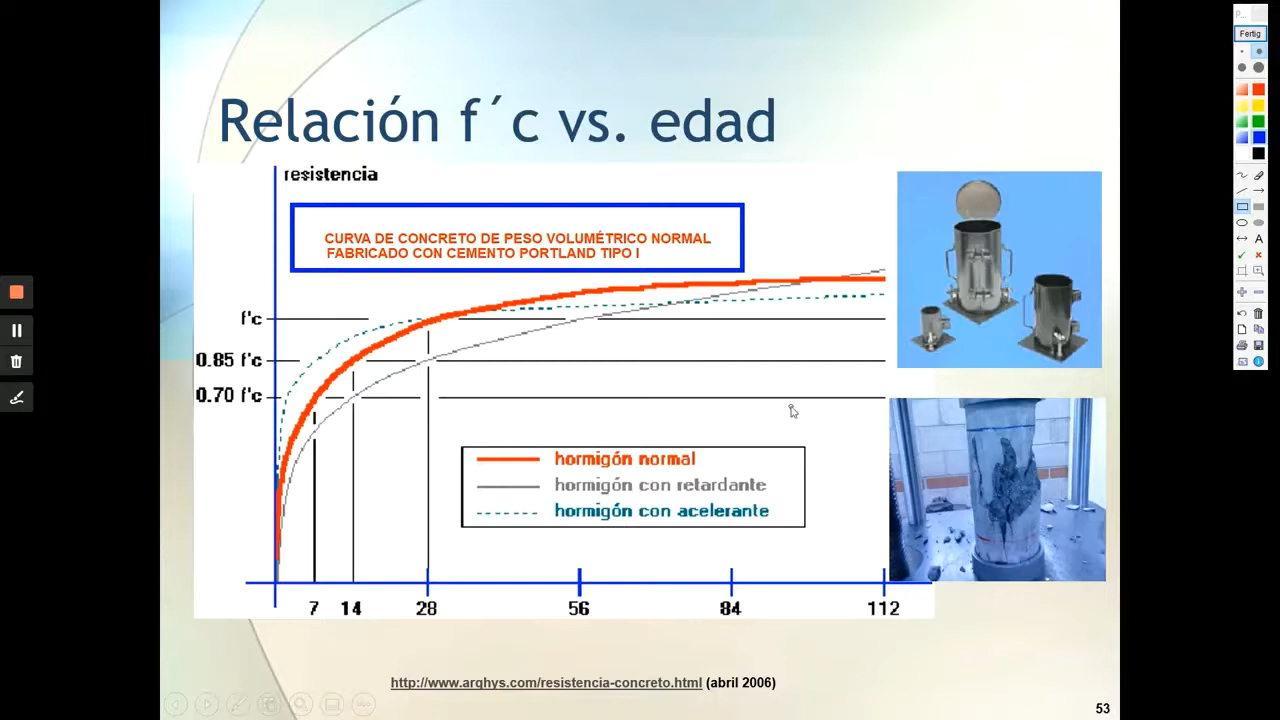 Relación f´c vs. edad
resistencia
CURVA DE CONCRETO DE PESO VOLUMÉTRICO NORMAL
FABRICADO CON CEMENTO PORTLAND TIPO I
f'c
0.85 f'c
0.70 f'c
hormigón normal
hormigón con retardante
hormigón con acelerante
7 14 28 56 84 112
http://www.arqhys.com/resistencia-concreto.html (abril 2006)
53
P...
Fertig
A